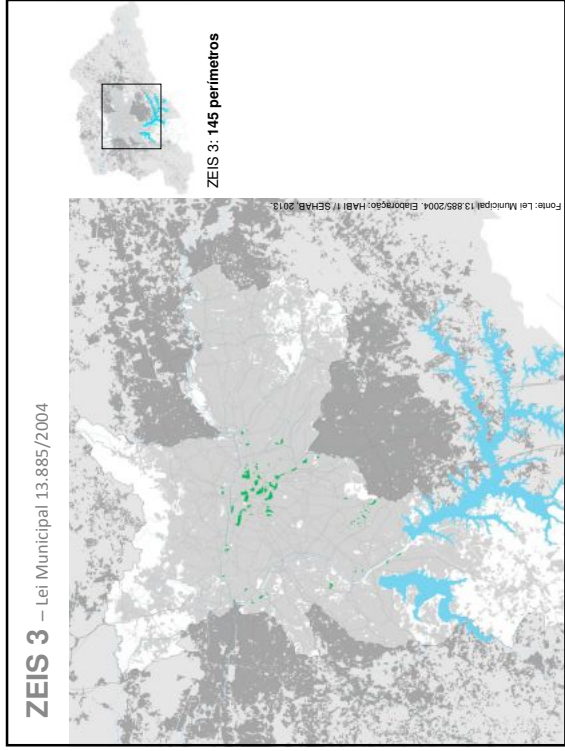 ZEIS 3 – Lei Municipal 13.885/2004
ZEIS 3: 145 perímetros
Fonte: Lei Municipal 13.885/2004. Elaboração: HABI 1/ SEHAB, 2013.